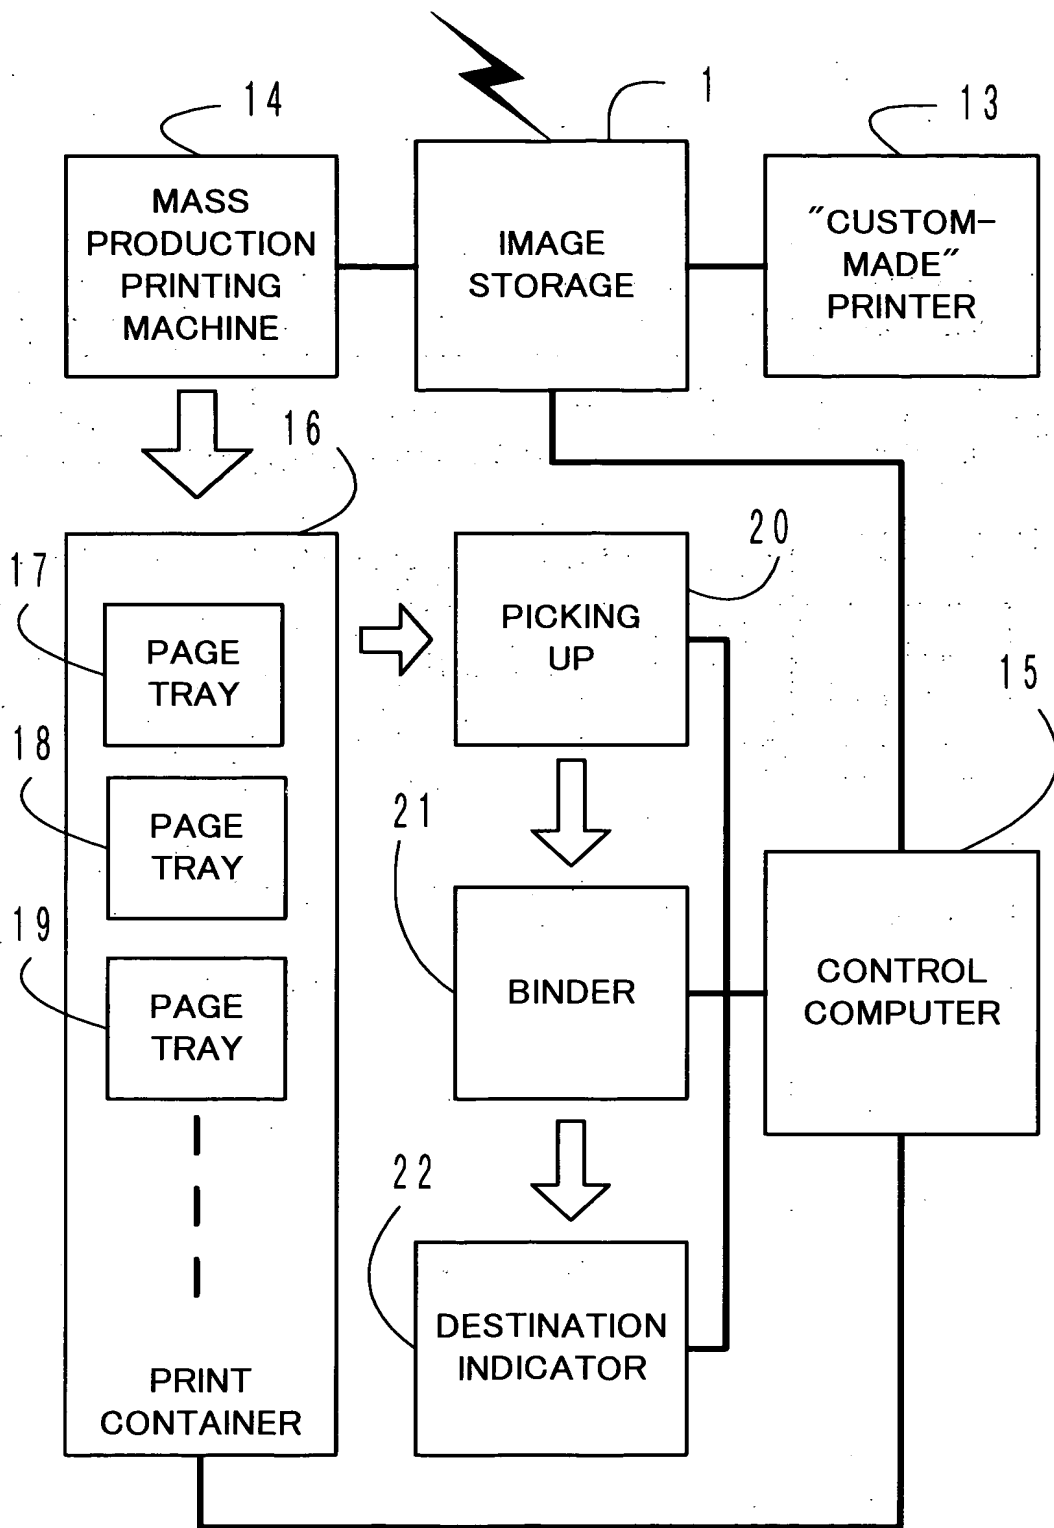 14
1
13
MASS
PRODUCTION
PRINTING
MACHINE
IMAGE
STORAGE
"CUSTOM-
MADE"
PRINTER
16
17
PAGE
TRAY
18
PAGE
TRAY
19
PAGE
TRAY
PRINT
CONTAINER
20
PICKING
UP
21
BINDER
22
DESTINATION
INDICATOR
15
CONTROL
COMPUTER